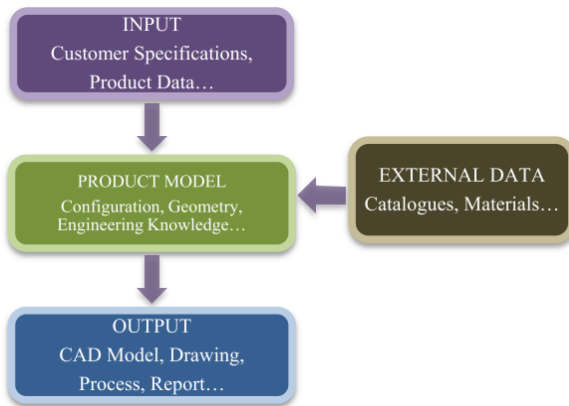 INPUT
Customer Specifications,
Product Data…
PRODUCT MODEL
Configuration, Geometry,
Engineering Knowledge…
EXTERNAL DATA
Catalogues, Materials…
OUTPUT
CAD Model, Drawing,
Process, Report…